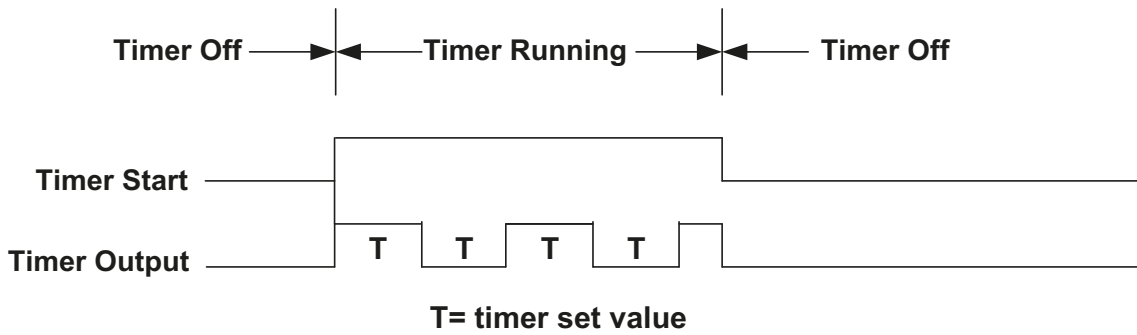 Timer Off Timer Running Timer Off
Timer Start
T T T T
Timer Output
T= timer set value